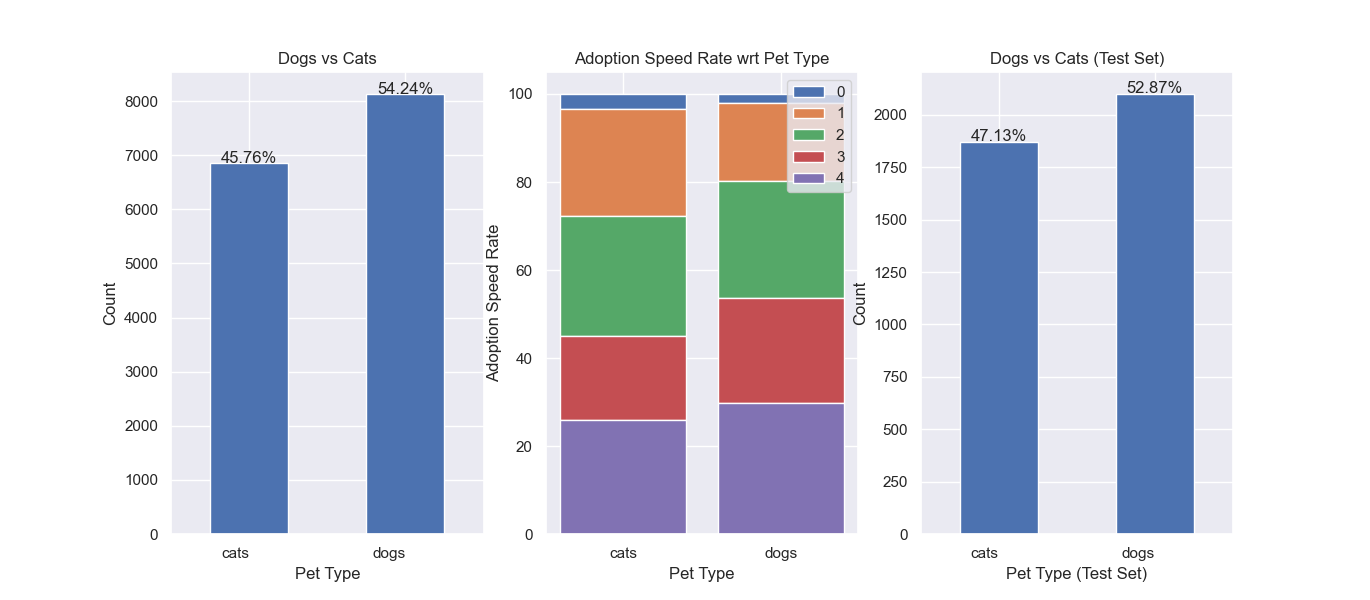 Dogs vs Cats
54.24%
45.76%
8000
7000
6000
5000
4000
3000
2000
1000
0
Count
cats dogs
Pet Type
Adoption Speed Rate wrt Pet Type
0
1
2
3
4
100
80
60
40
20
0
Adoption Speed Rate
cats dogs
Pet Type
Dogs vs Cats (Test Set)
52.87%
47.13%
2000
1750
1500
1250
1000
750
500
250
0
Count
cats dogs
Pet Type (Test Set)